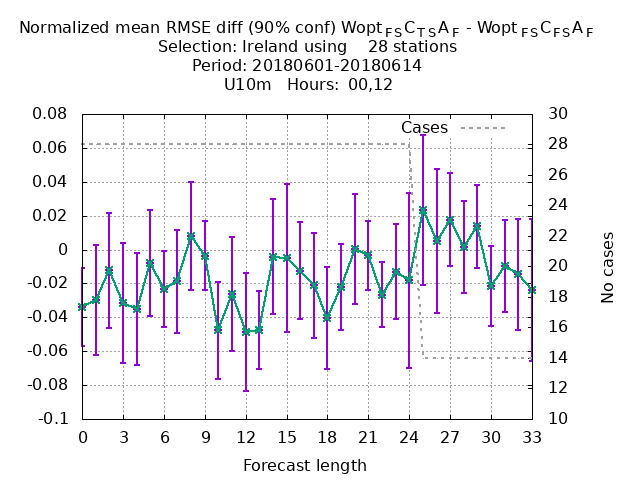 Normalized mean RMSE diff (90% conf) Wopt_FS C_TS A_F - Wopt_FS C_FS A_F
Selection: Ireland using 28 stations
Period: 20180601-20180614
U10m Hours: 00,12
Cases
0.08
0.06
0.04
0.02
0
-0.02
-0.04
-0.06
-0.08
-0.1
30
28
26
24
22
20
18
16
14
12
10
No cases
0 3 6 9 12 15 18 21 24 27 30 33
Forecast length